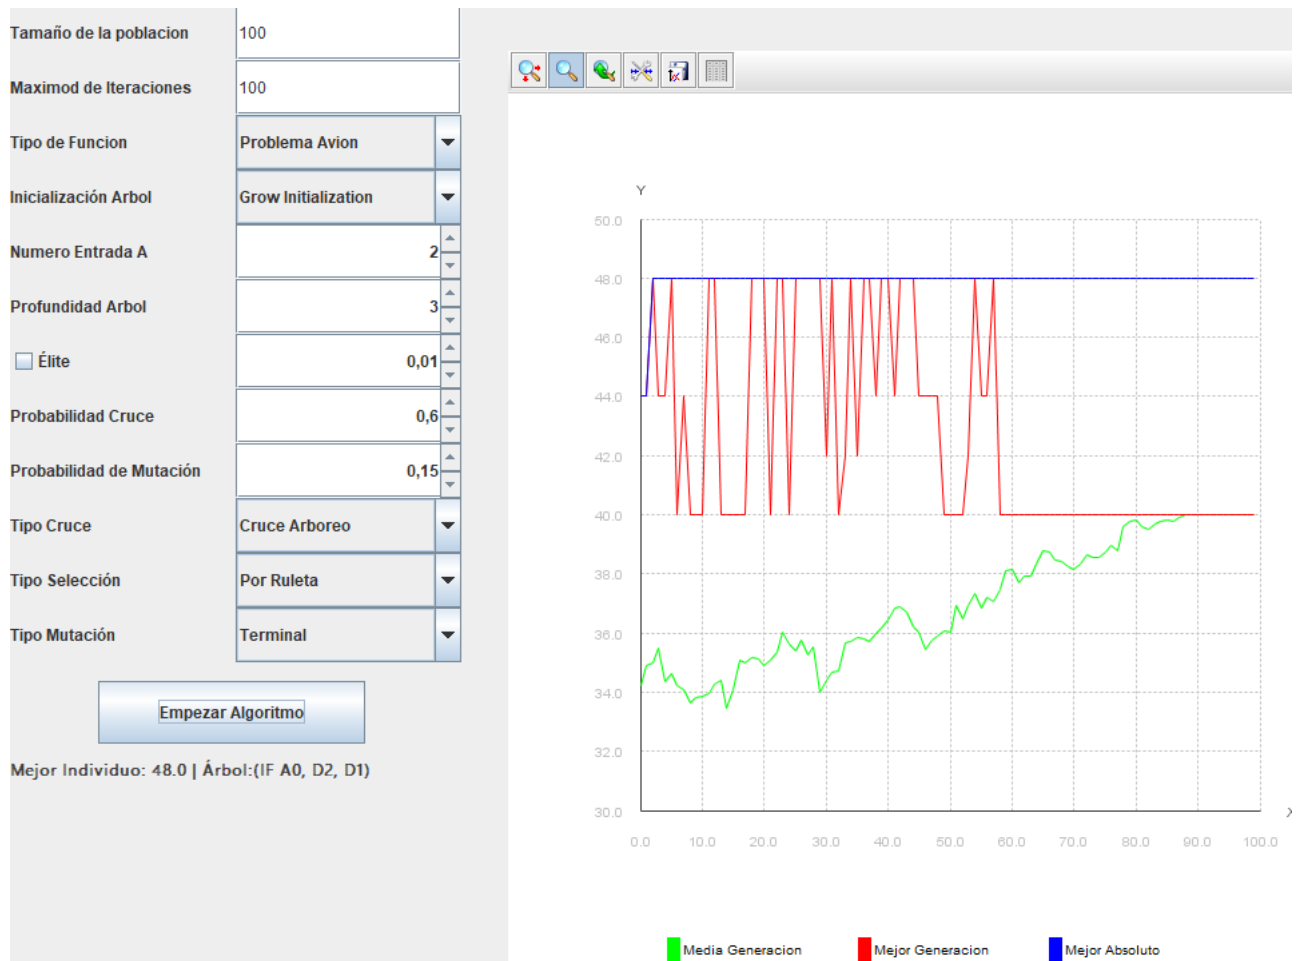 Tamaño de la poblacion 100
Maximod de Iteraciones 100
Tipo de Funcion Problema Avion
Inicialización Arbol Grow Initialization
Numero Entrada A 2
Profundidad Arbol 3
Élite 0,01
Probabilidad Cruce 0,6
Probabilidad de Mutación 0,15
Tipo Cruce Cruce Arboreo
Tipo Selección Por Ruleta
Tipo Mutación Terminal
Empezar Algoritmo
Mejor Individuo: 48.0 | Árbol:(IF A0, D2, D1)
Y
50.0
48.0
46.0
44.0
42.0
40.0
38.0
36.0
34.0
32.0
30.0
X
0.0 10.0 20.0 30.0 40.0 50.0 60.0 70.0 80.0 90.0 100.0
Media Generacion Mejor Generacion Mejor Absoluto